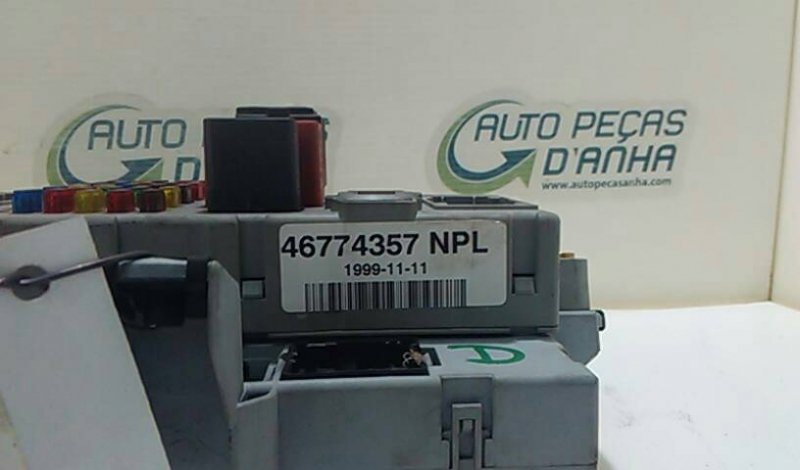 AUTO PEÇAS
D'ANHA
www.autopecasanha.com
AUTO
D'A
46774357 NPL
1999-11-11
A